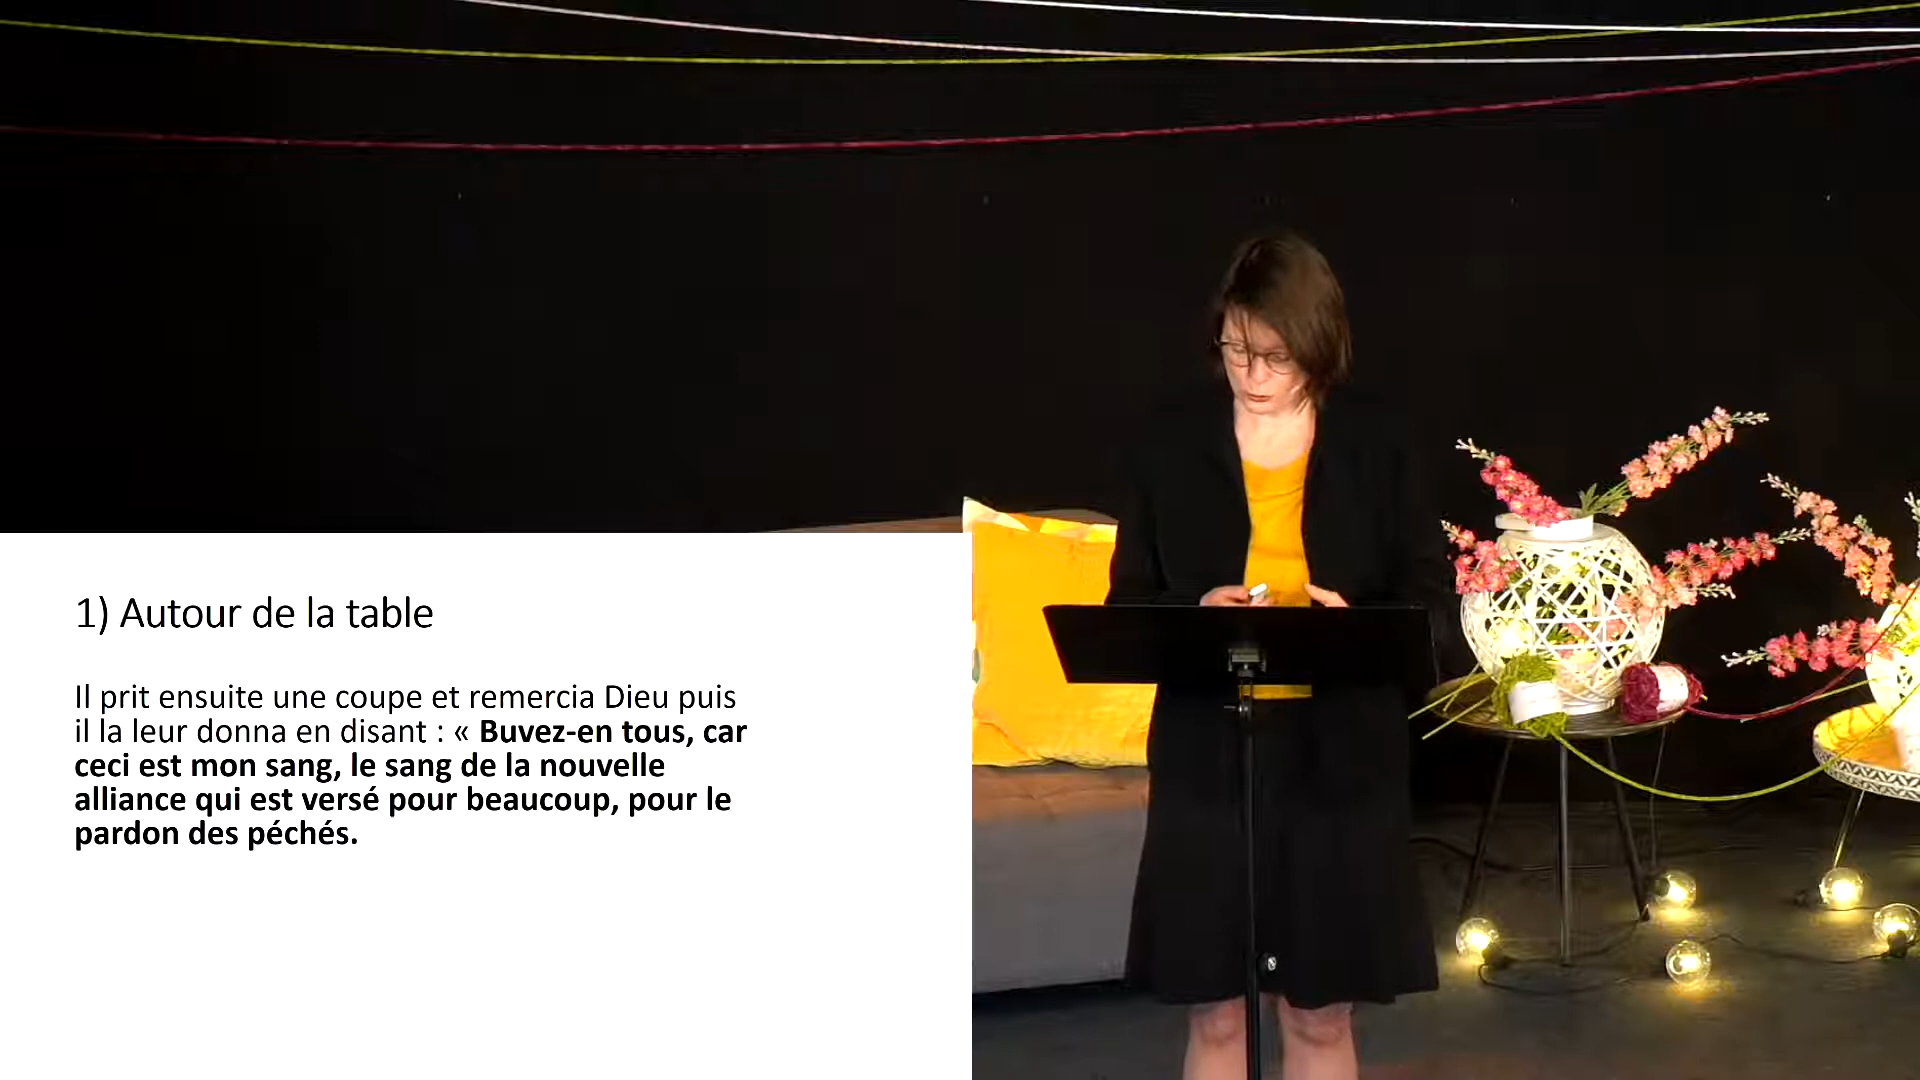 1) Autour de la table
Il prit ensuite une coupe et remercia Dieu puis
il la leur donna en disant : « Buvez-en tous, car
ceci est mon sang, le sang de la nouvelle
alliance qui est versé pour beaucoup, pour le
pardon des péchés.